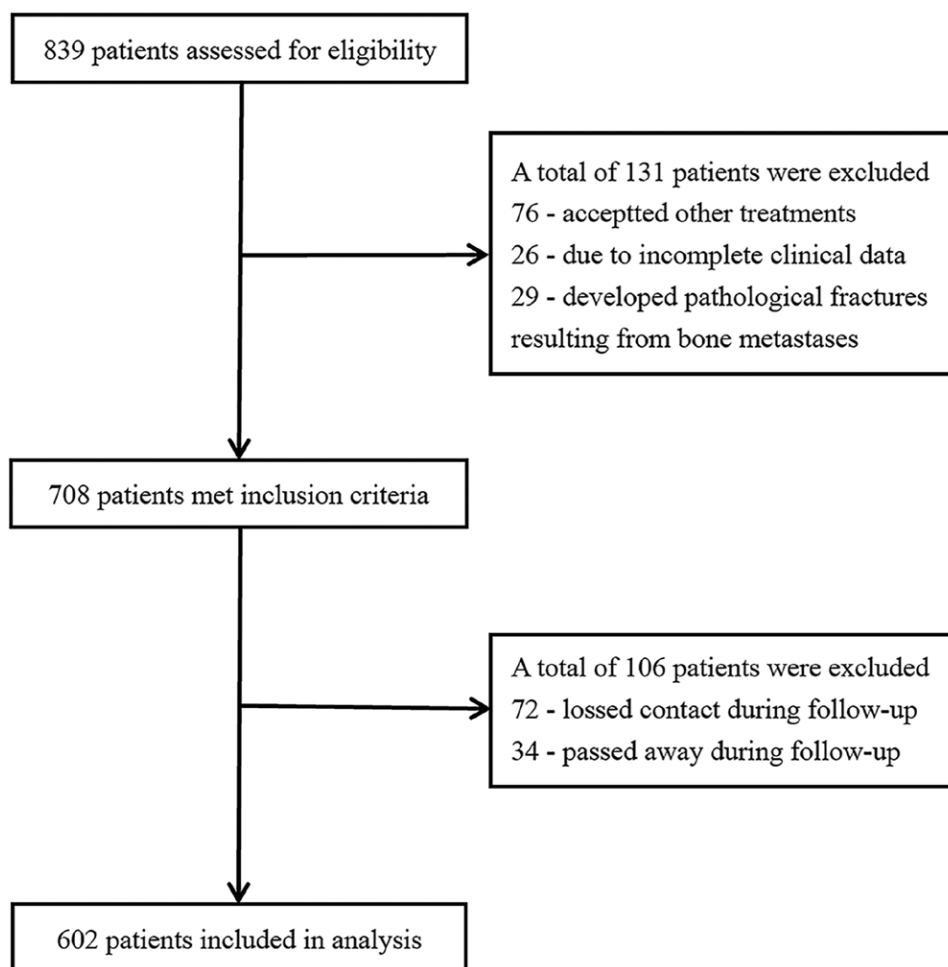 839 patients assessed for eligibility
A total of 131 patients were excluded
76 - acceptted other treatments
26 - due to incomplete clinical data
29 - developed pathological fractures
resulting from bone metastases
708 patients met inclusion criteria
A total of 106 patients were excluded
72 - lossed contact during follow-up
34 - passed away during follow-up
602 patients included in analysis